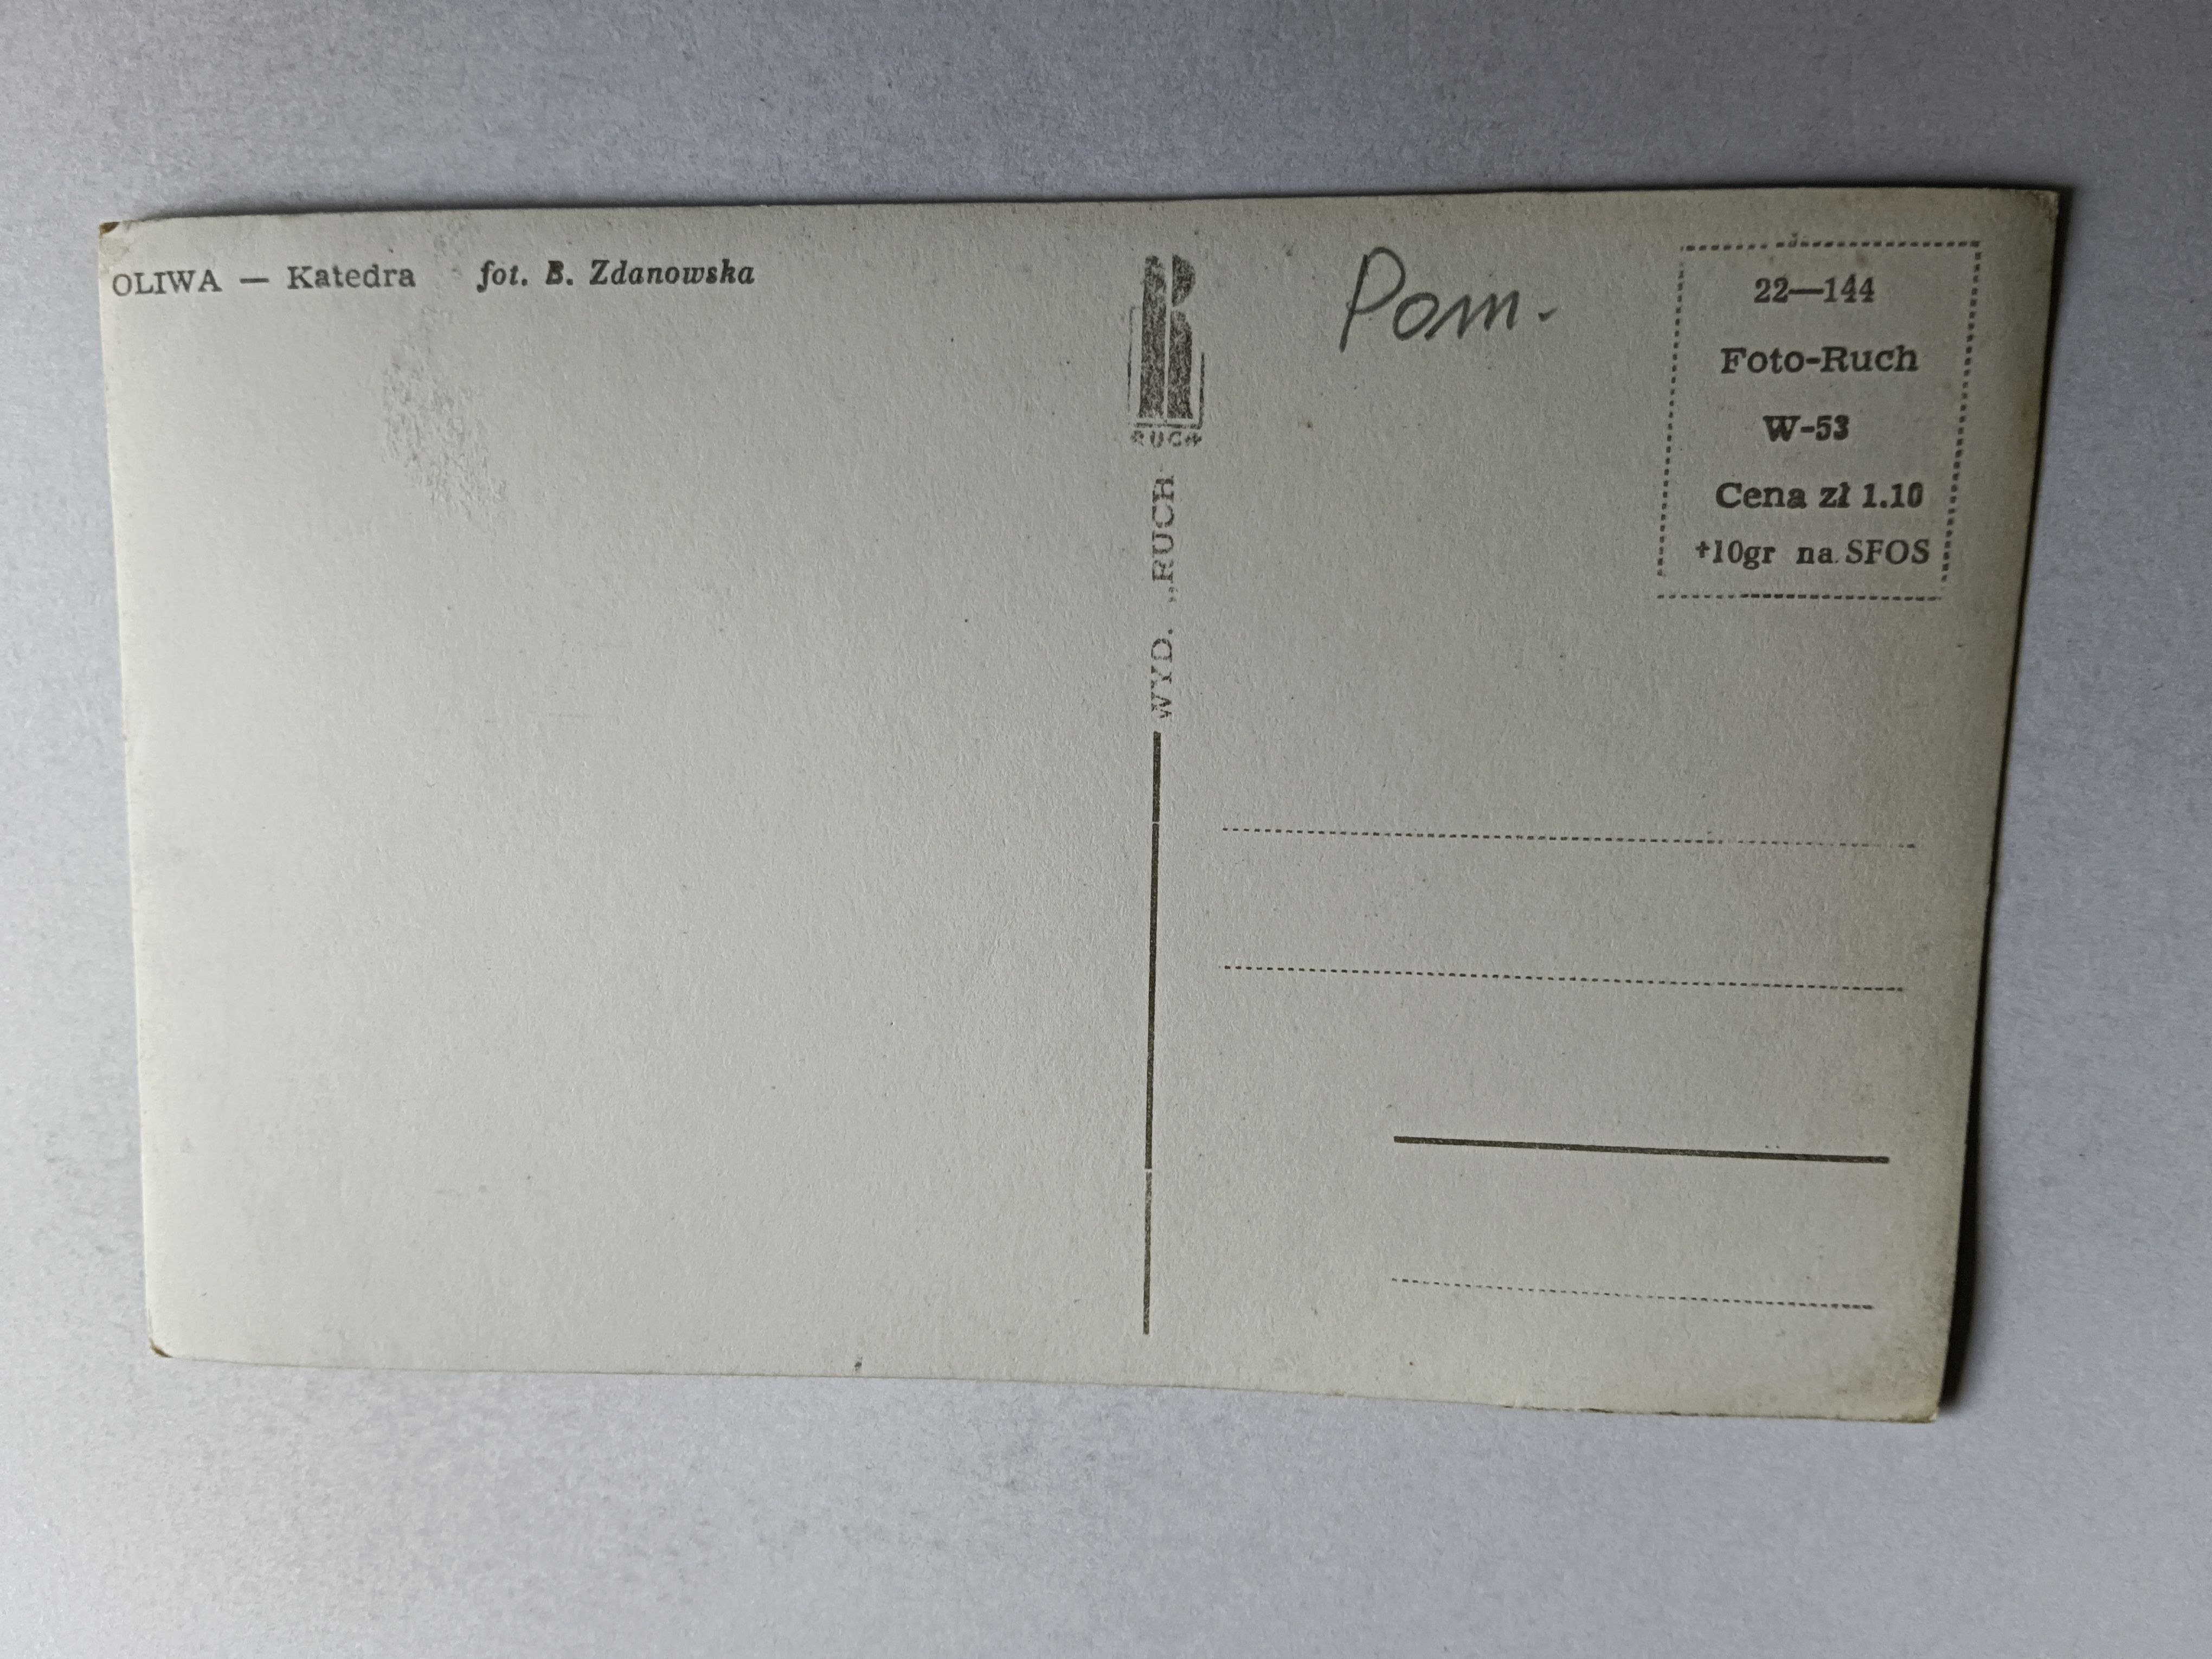 OLIWA — Katedra fot. B. Zdanowska
RUCH
WYD. „RUCH
Pom.
22—144
Foto-Ruch
W-53
Cena zł 1.10
+10gr na SFOS